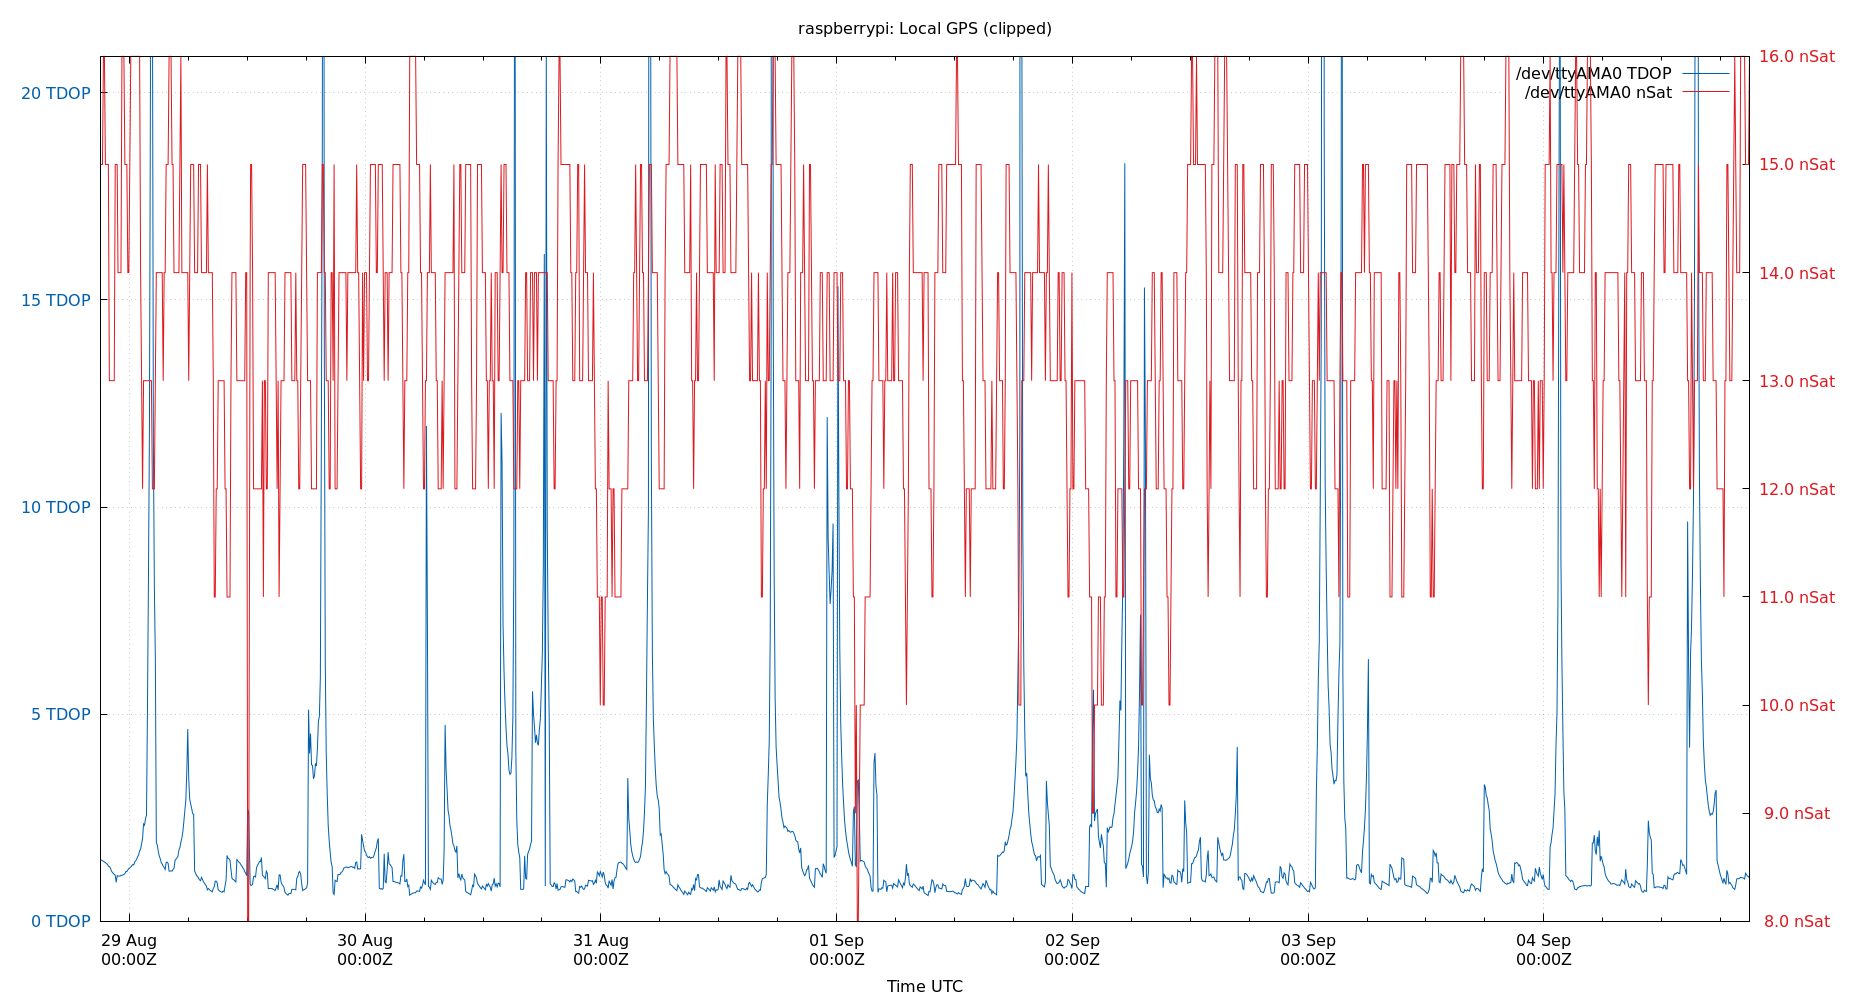 raspberrypi: Local GPS (clipped)
/dev/ttyAMA0 TDOP
/dev/ttyAMA0 nSat
20 TDOP
15 TDOP
10 TDOP
5 TDOP
0 TDOP
16.0 nSat
15.0 nSat
14.0 nSat
13.0 nSat
12.0 nSat
11.0 nSat
10.0 nSat
9.0 nSat
8.0 nSat
29 Aug 30 Aug 31 Aug 01 Sep 02 Sep 03 Sep 04 Sep
00:00Z 00:00Z 00:00Z 00:00Z 00:00Z 00:00Z 00:00Z
Time UTC